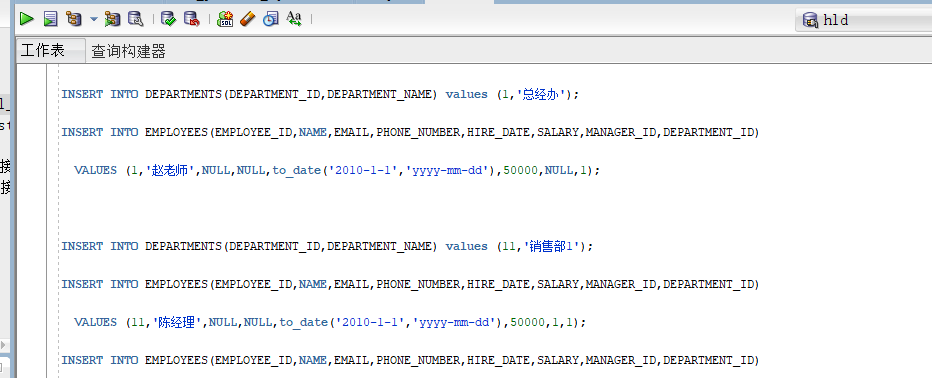 hld
工作表 查询构建器
INSERT INTO DEPARTMENTS(DEPARTMENT_ID,DEPARTMENT_NAME) values (1,'总经办');
INSERT INTO EMPLOYEES(EMPLOYEE_ID,NAME,EMAIL,PHONE_NUMBER,HIRE_DATE,SALARY,MANAGER_ID,DEPARTMENT_ID)
VALUES (1,'赵老师',NULL,NULL,to_date('2010-1-1','yyyy-mm-dd'),50000,NULL,1);
INSERT INTO DEPARTMENTS(DEPARTMENT_ID,DEPARTMENT_NAME) values (11,'销售部1');
INSERT INTO EMPLOYEES(EMPLOYEE_ID,NAME,EMAIL,PHONE_NUMBER,HIRE_DATE,SALARY,MANAGER_ID,DEPARTMENT_ID)
VALUES (11,'陈经理',NULL,NULL,to_date('2010-1-1','yyyy-mm-dd'),50000,1,1);
INSERT INTO EMPLOYEES(EMPLOYEE_ID,NAME,EMAIL,PHONE_NUMBER,HIRE_DATE,SALARY,MANAGER_ID,DEPARTMENT_ID)